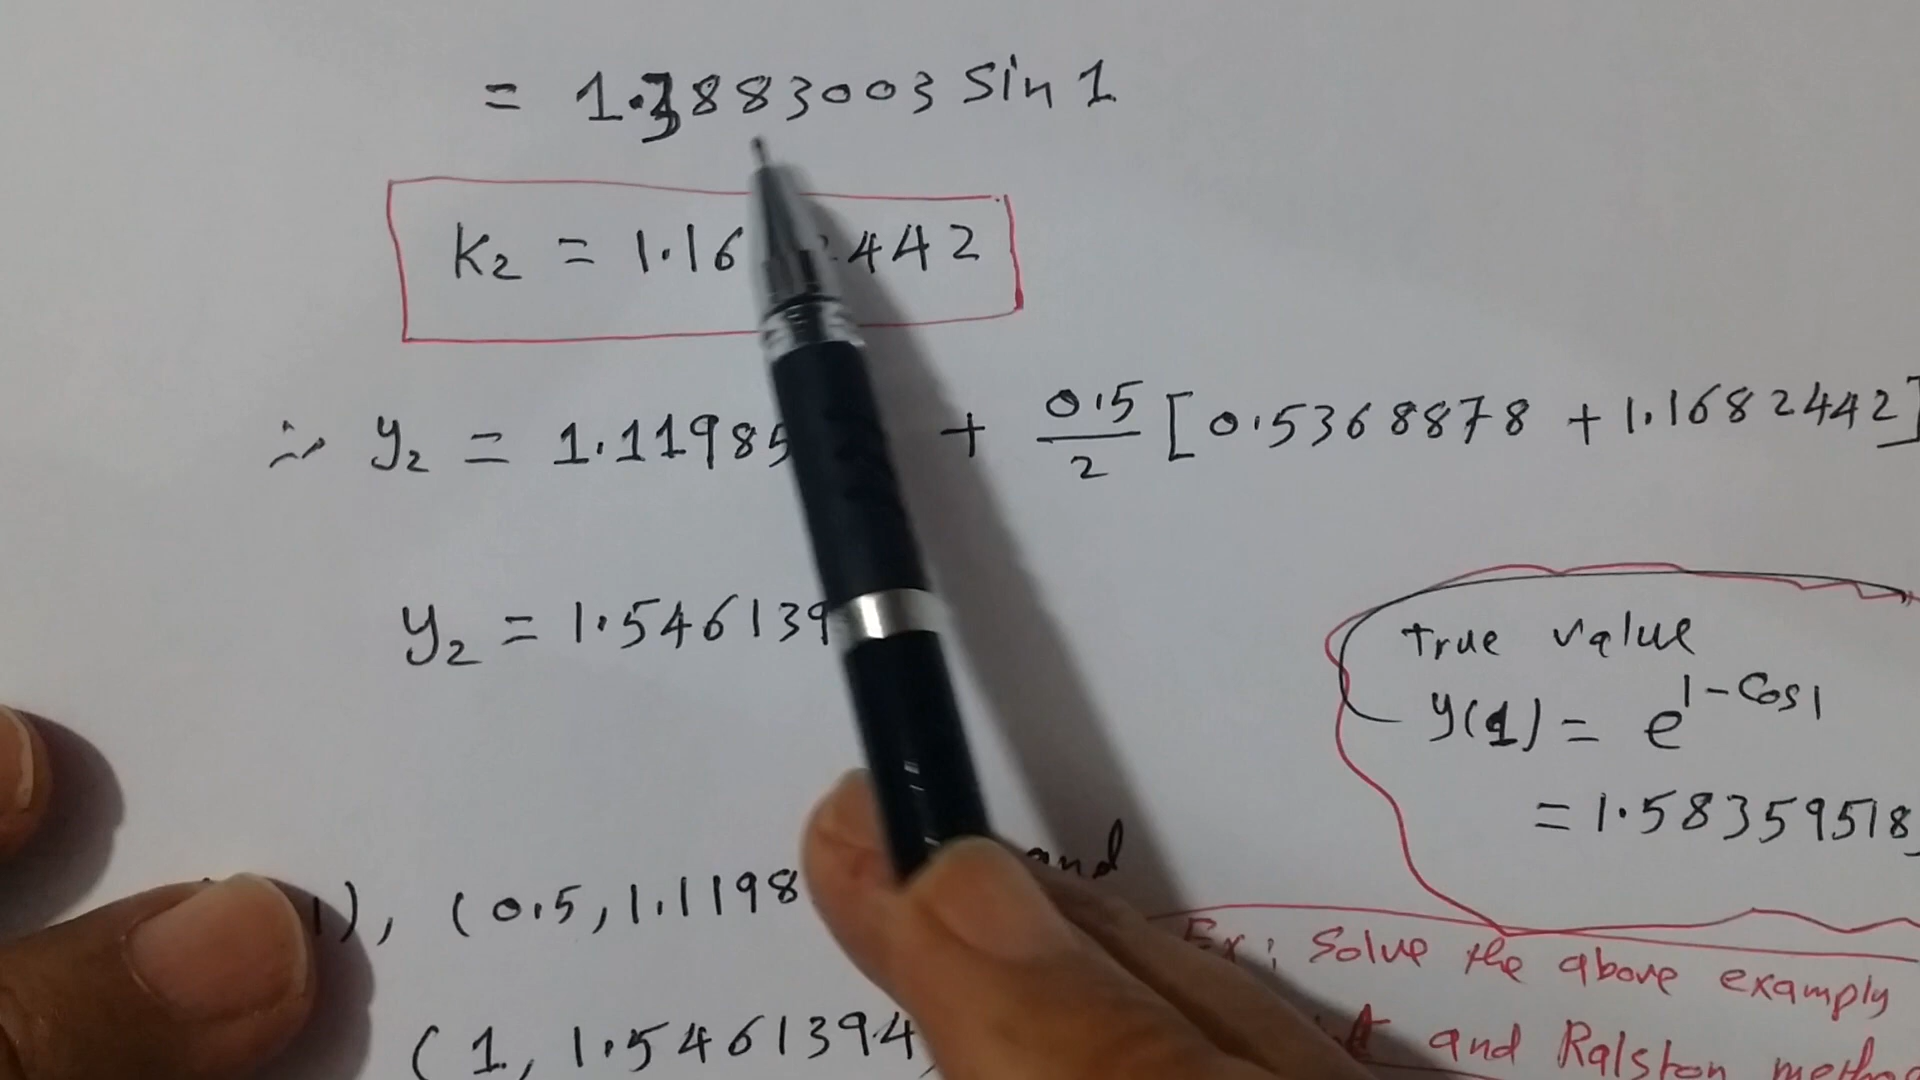 = 1.3883003 Sin 1
K₂ = 1.16 442
∴ y₂ = 1.11985 + 0.5/2 [0.5368878 + 1.1682442]
y₂ = 1.546139
True value
y(1) = e^(1-Cos1)
= 1.58359518
1), (0.5, 1.1198 and
(1, 1.5461394
Ex: Solve the above examply
and Ralston